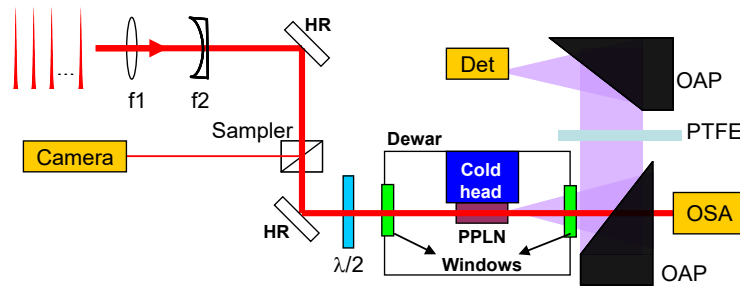 ...
f1
f2
HR
Sampler
Camera
HR
λ/2
Dewar
Cold
head
PPLN
Windows
Det
OAP
PTFE
OSA
OAP